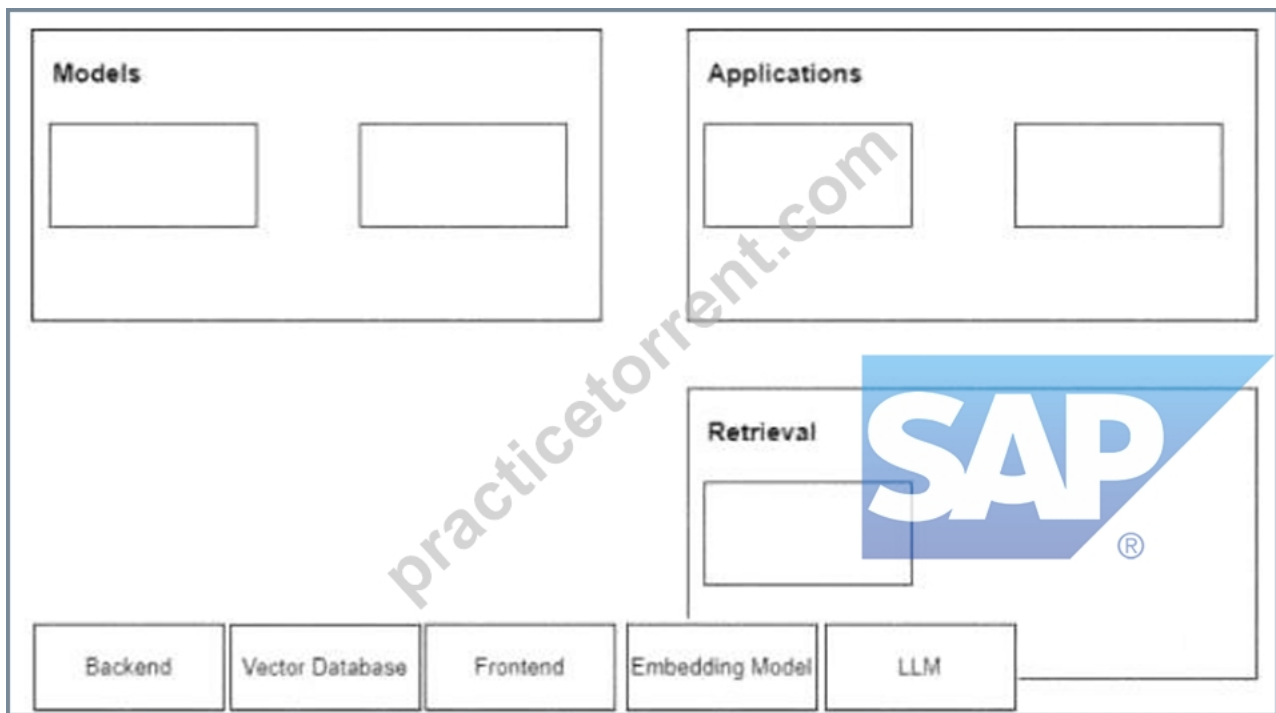 Models
Applications
practicetorrent.com
SAP
®
Retrieval
Backend
Vector Database
Frontend
Embedding Model
LLM